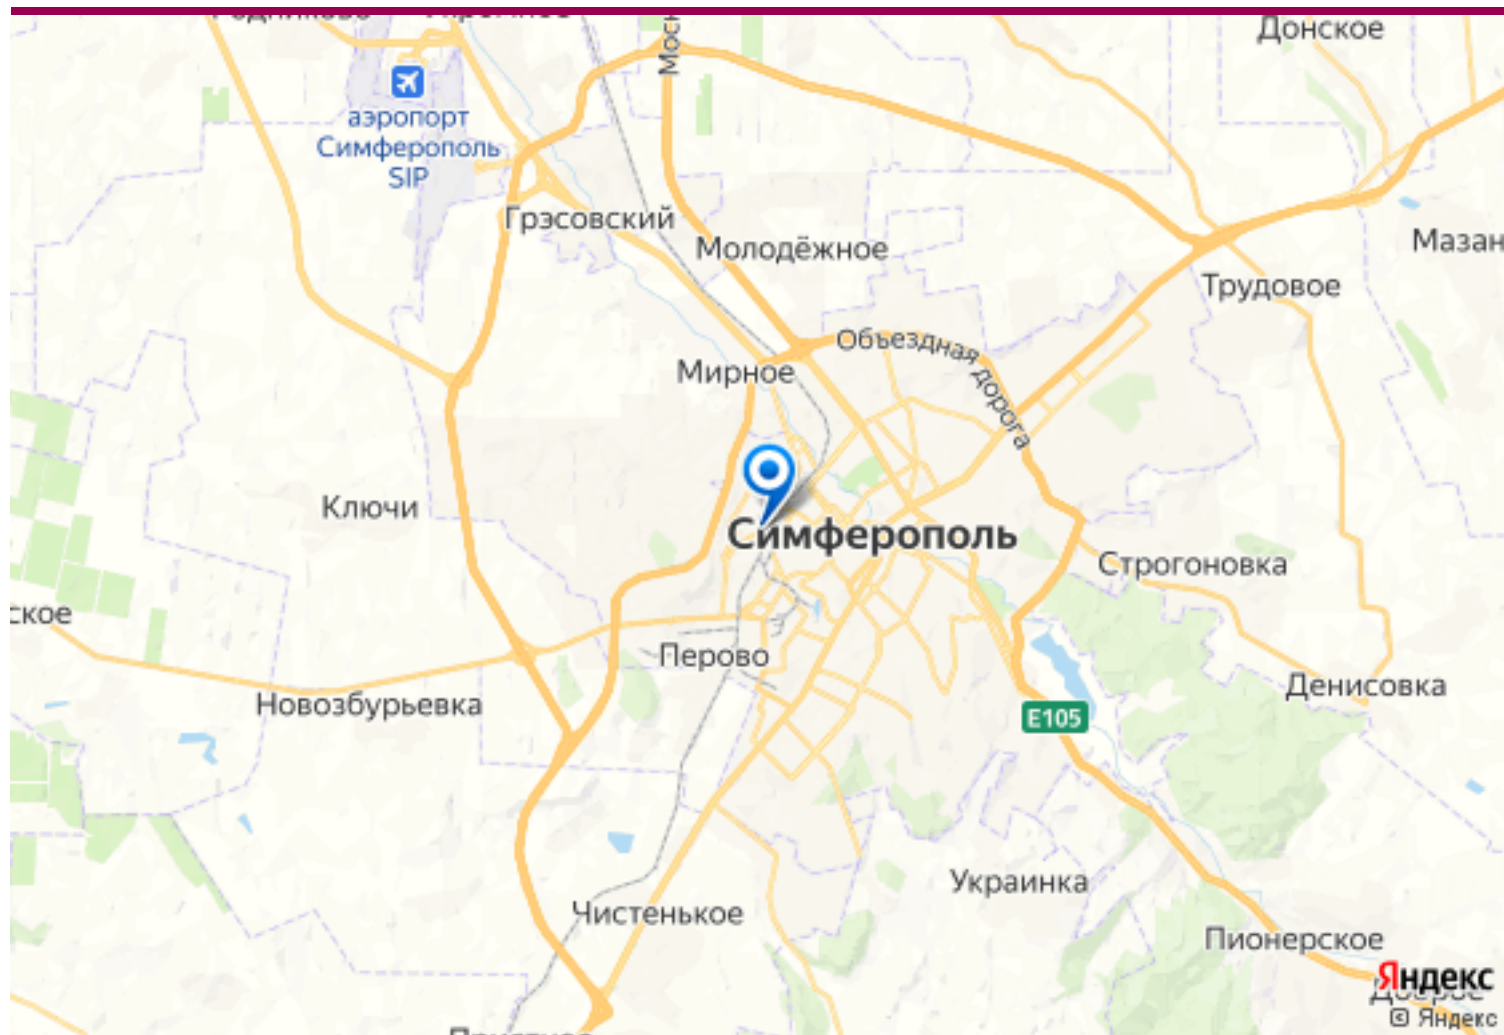 Донское
Моск
аэропорт
Симферополь
SIP
Грэсовский
Молодёжное
Мазан
Трудовое
Объездная дорога
Мирное
Ключи
Симферополь
Строгоновка
ское
Перово
Денисовка
Новозбурьевка
E105
Украинка
Чистенькое
Пионерское
Яндекс
© Яндекс